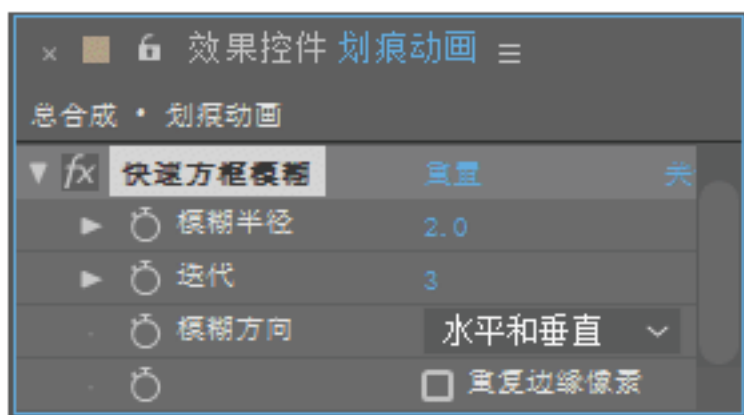 × 效果控件 划痕动画 ≡
总合成 • 划痕动画
fx 快速方框模糊 重置 关
模糊半径 2.0
迭代 3
模糊方向 水平和垂直
重复边缘像素